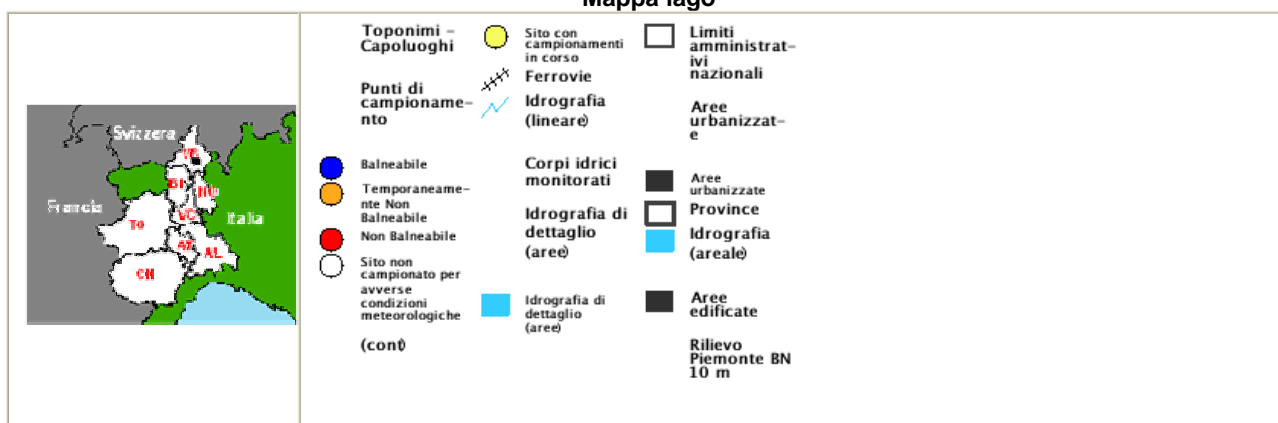 Mappa lago
Svizzera
Francia
Italia
VB
BI
NO
VC
TO
AT
AL
CN
Toponimi –
Capoluoghi
Punti di
campioname–
nto
Balneabile
Temporaneame–
nte Non
Balneabile
Non Balneabile
Sito non
campionato per
avverse
condizioni
meteorologiche
(cont)
Sito con
campionamenti
in corso
Ferrovie
Idrografia
(lineare)
Corpi idrici
monitorati
Idrografia di
dettaglio
(aree)
Idrografia di
dettaglio
(aree)
Limiti
amministrat–
ivi
nazionali
Aree
urbanizzat–
e
Aree
urbanizzate
Province
Idrografia
(areale)
Aree
edificate
Rilievo
Piemonte BN
10 m